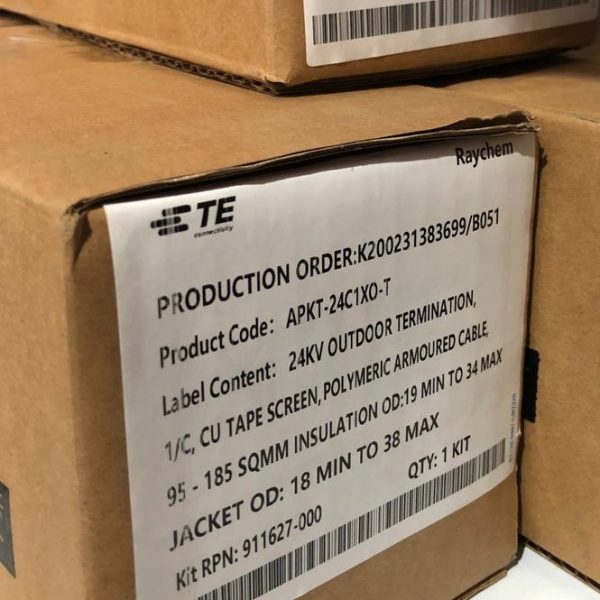 Raychem
TE
connectivity
PRODUCTION ORDER:K200231383699/B051
Product Code: APKT-24C1XO-T
Label Content: 24KV OUTDOOR TERMINATION,
1/C, CU TAPE SCREEN, POLYMERIC ARMOURED CABLE,
95 - 185 SQMM INSULATION OD:19 MIN TO 34 MAX
JACKET OD: 18 MIN TO 38 MAX
Kit RPN: 911627-000 QTY: 1 KIT